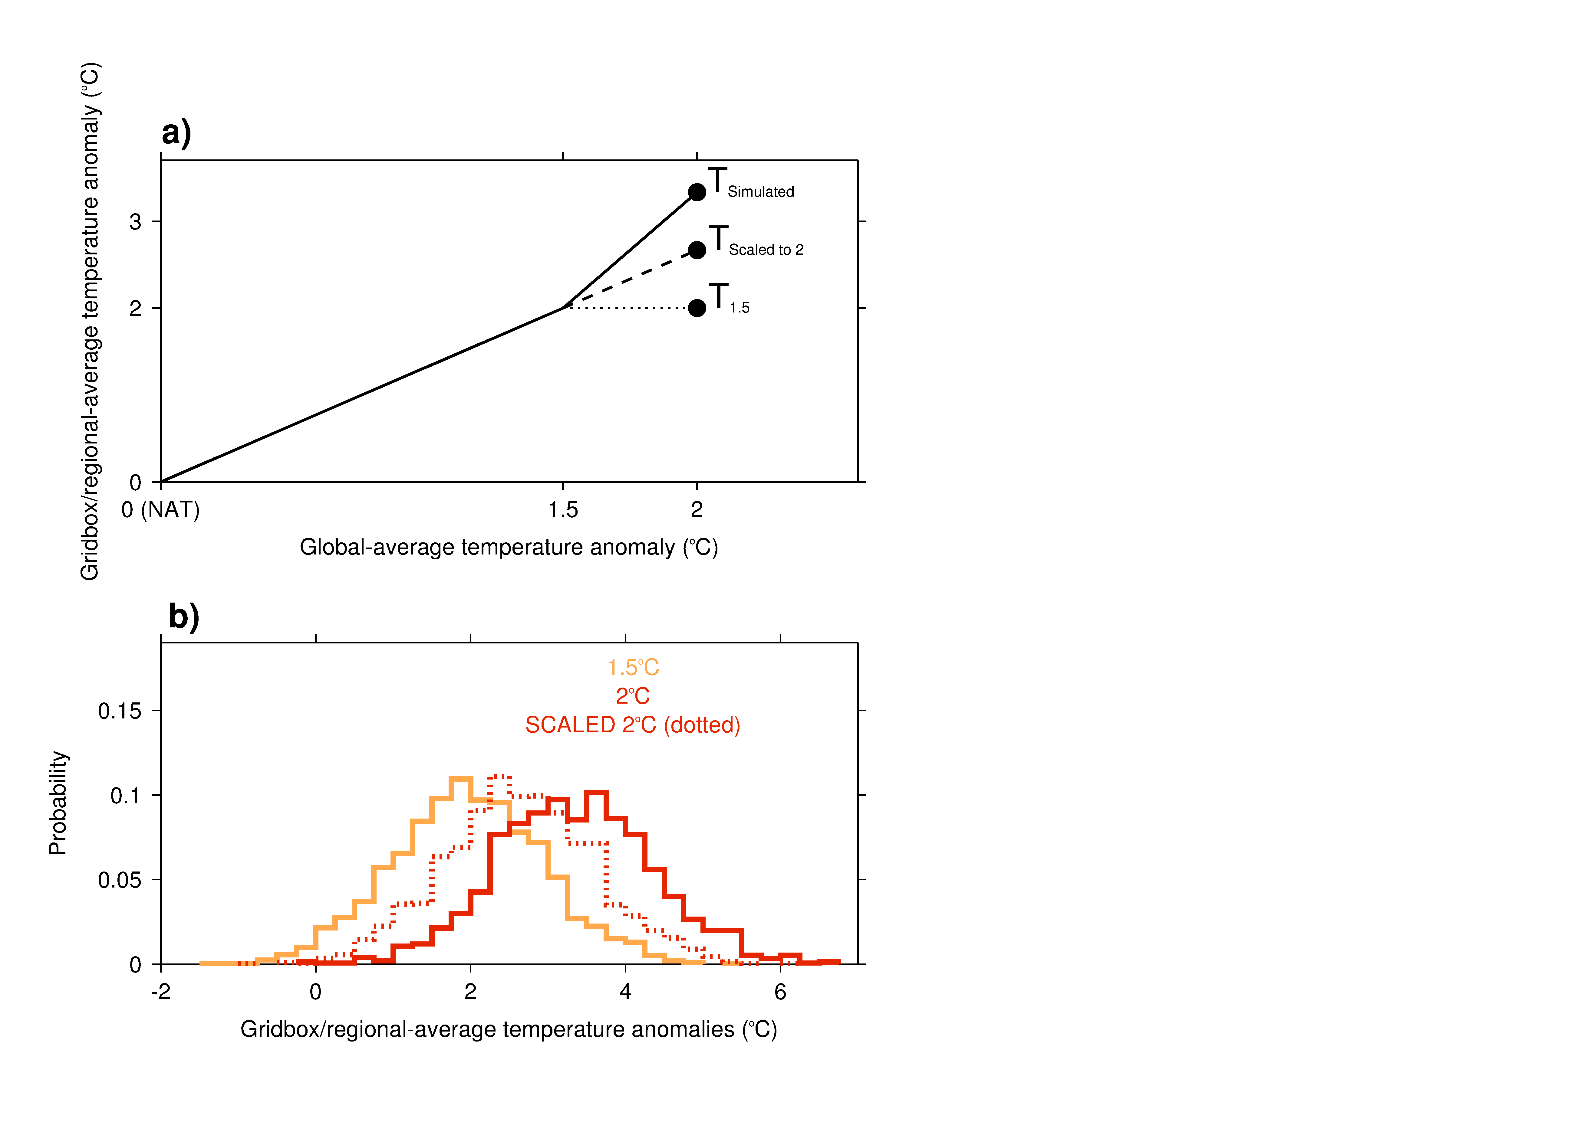 a)
Gridbox/regional-average temperature anomaly (°C)
3
2
0
T Simulated
T Scaled to 2
T 1.5
0 (NAT)
1.5
2
Global-average temperature anomaly (°C)
b)
1.5°C
2°C
SCALED 2°C (dotted)
Probability
0.15
0.1
0.05
0
-2
0
2
4
6
Gridbox/regional-average temperature anomalies (°C)